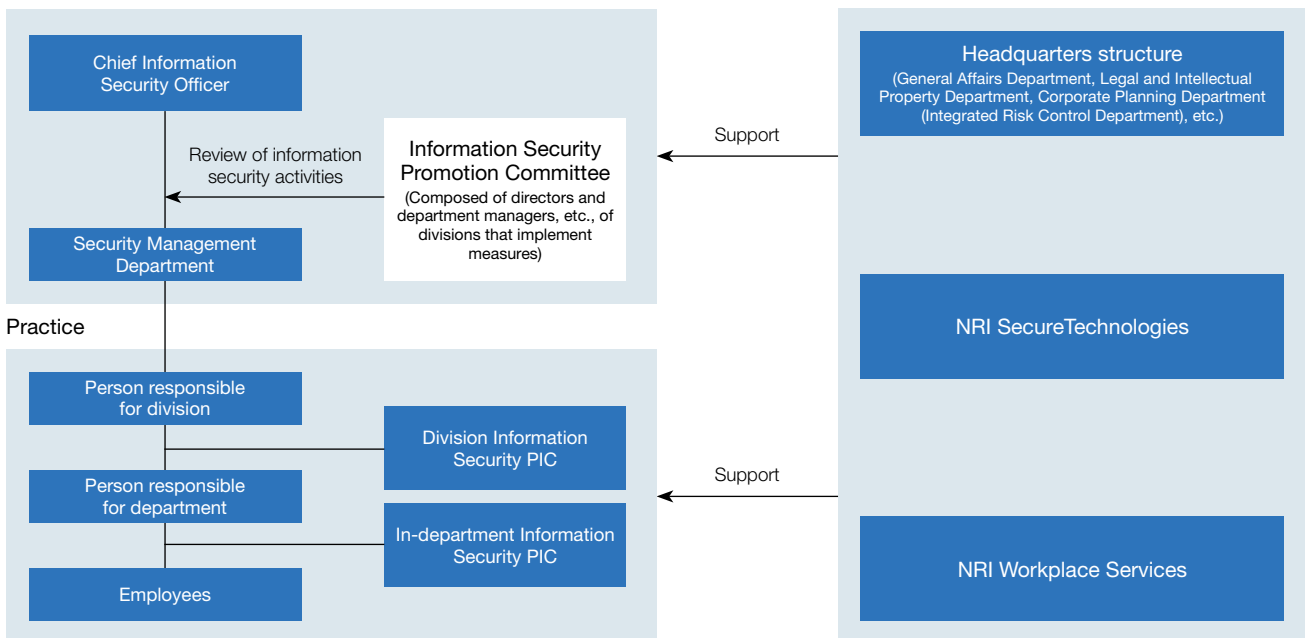 Chief Information
Security Officer
Review of information
security activities
Information Security
Promotion Committee
(Composed of directors and
department managers, etc., of
divisions that implement
measures)
Security Management
Department
Practice
Person responsible
for division
Division Information
Security PIC
Person responsible
for department
In-department Information
Security PIC
Employees
Support
Support
Headquarters structure
(General Affairs Department, Legal and Intellectual
Property Department, Corporate Planning Department
(Integrated Risk Control Department), etc.)
NRI SecureTechnologies
NRI Workplace Services